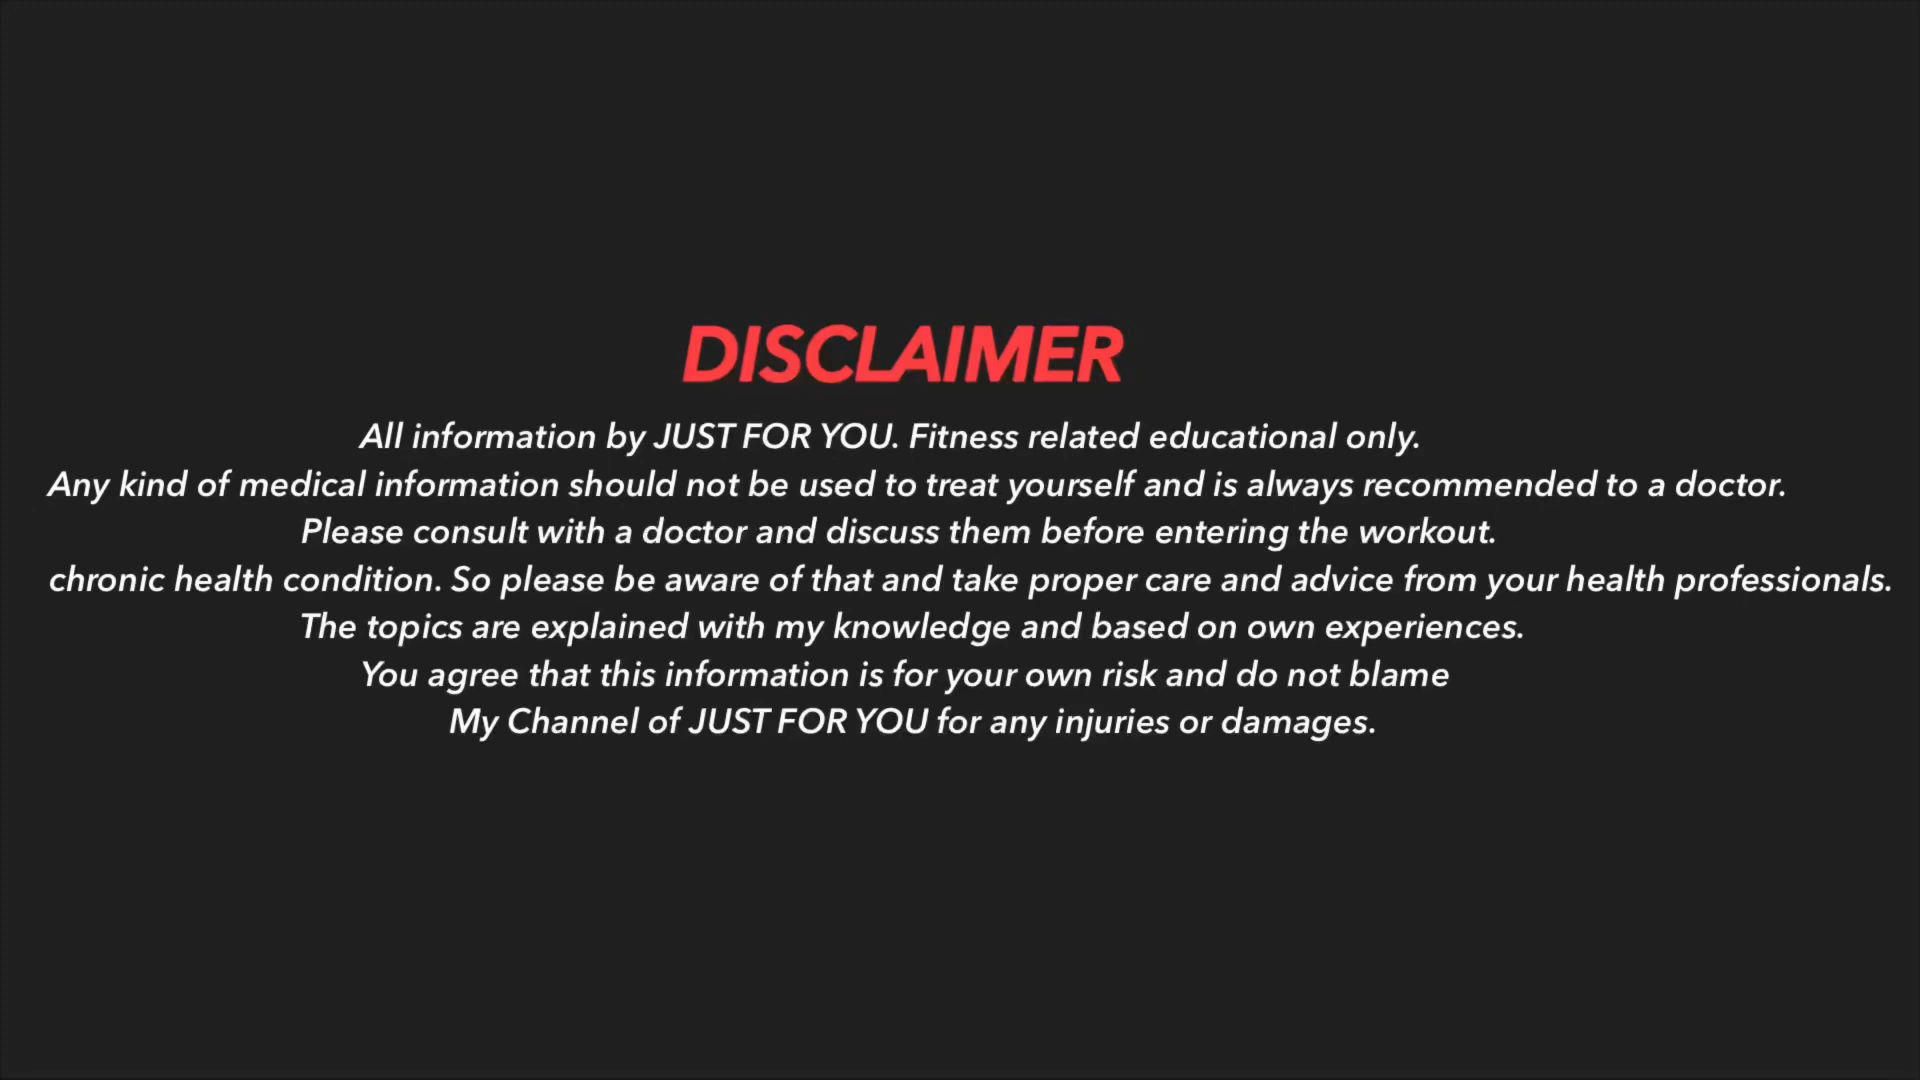 DISCLAIMER
All information by JUST FOR YOU. Fitness related educational only.
Any kind of medical information should not be used to treat yourself and is always recommended to a doctor.
Please consult with a doctor and discuss them before entering the workout.
chronic health condition. So please be aware of that and take proper care and advice from your health professionals.
The topics are explained with my knowledge and based on own experiences.
You agree that this information is for your own risk and do not blame
My Channel of JUST FOR YOU for any injuries or damages.